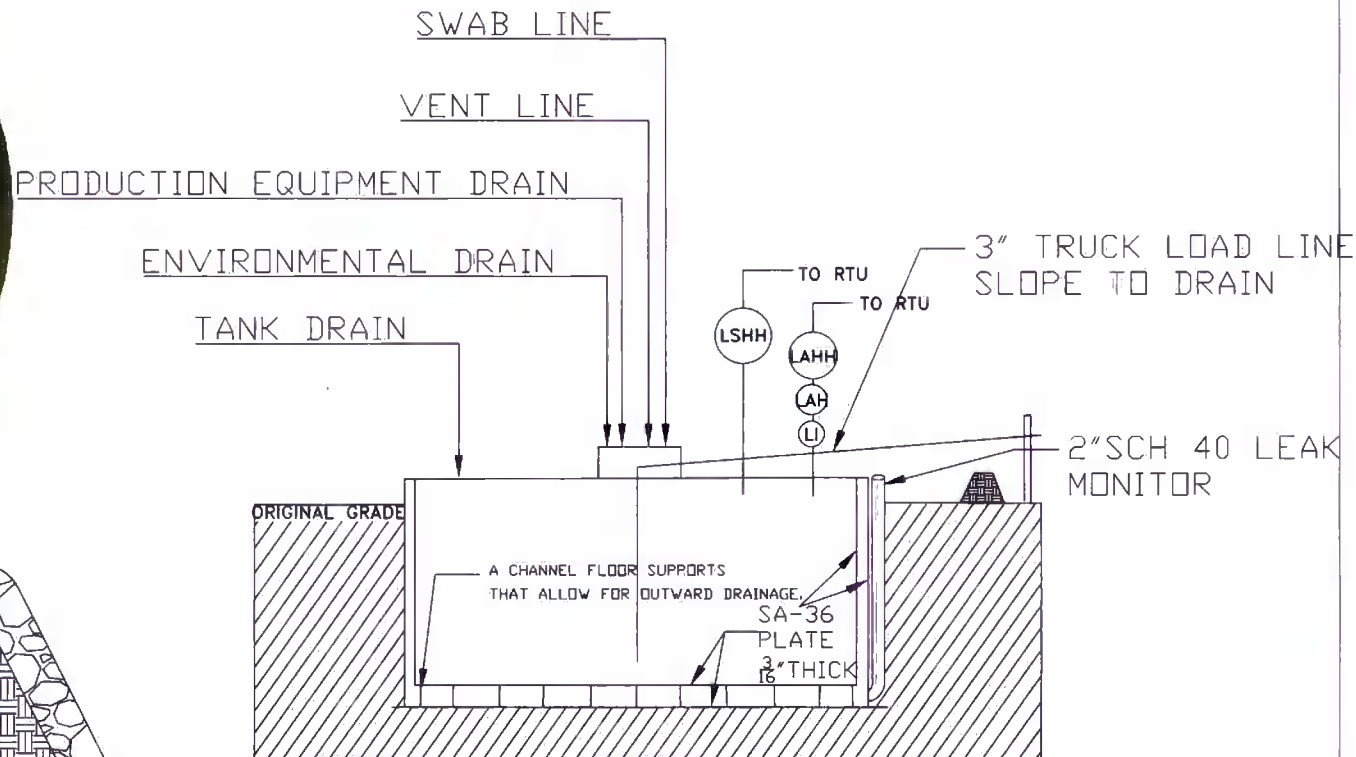 SWAB LINE
VENT LINE
PRODUCTION EQUIPMENT DRAIN
ENVIRONMENTAL DRAIN
TANK DRAIN
TO RTU
TO RTU
3" TRUCK LOAD LINE
SLOPE TO DRAIN
LSHH
LAHH
LAH
LI
2"SCH 40 LEAK
MONITOR
ORIGINAL GRADE
A CHANNEL FLOOR SUPPORTS
THAT ALLOW FOR OUTWARD DRAINAGE.
SA-36
PLATE
3/16"THICK